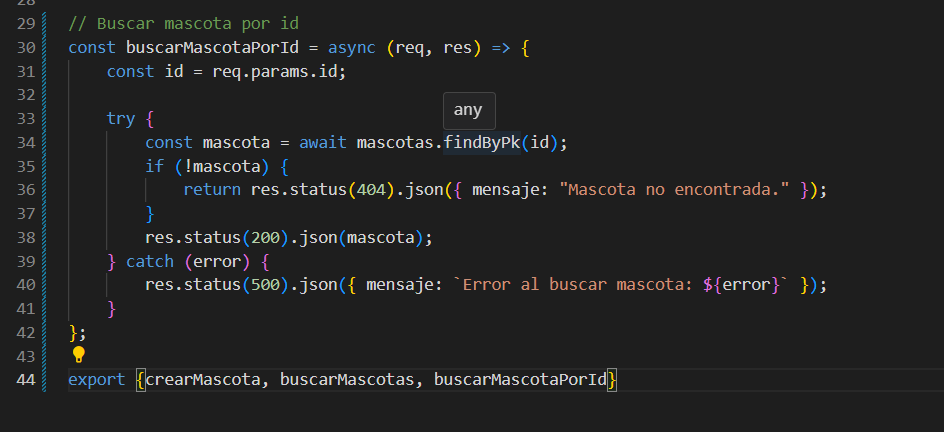 28
29 // Buscar mascota por id
30 const buscarMascotaPorId = async (req, res) => {
31 const id = req.params.id;
32
any
33 try {
34 const mascota = await mascotas.findByPk(id);
35 if (!mascota) {
36 return res.status(404).json({ mensaje: "Mascota no encontrada." });
37 }
38 res.status(200).json(mascota);
39 } catch (error) {
40 res.status(500).json({ mensaje: `Error al buscar mascota: ${error}` });
41 }
42 };
43
44 export {crearMascota, buscarMascotas, buscarMascotaPorId}